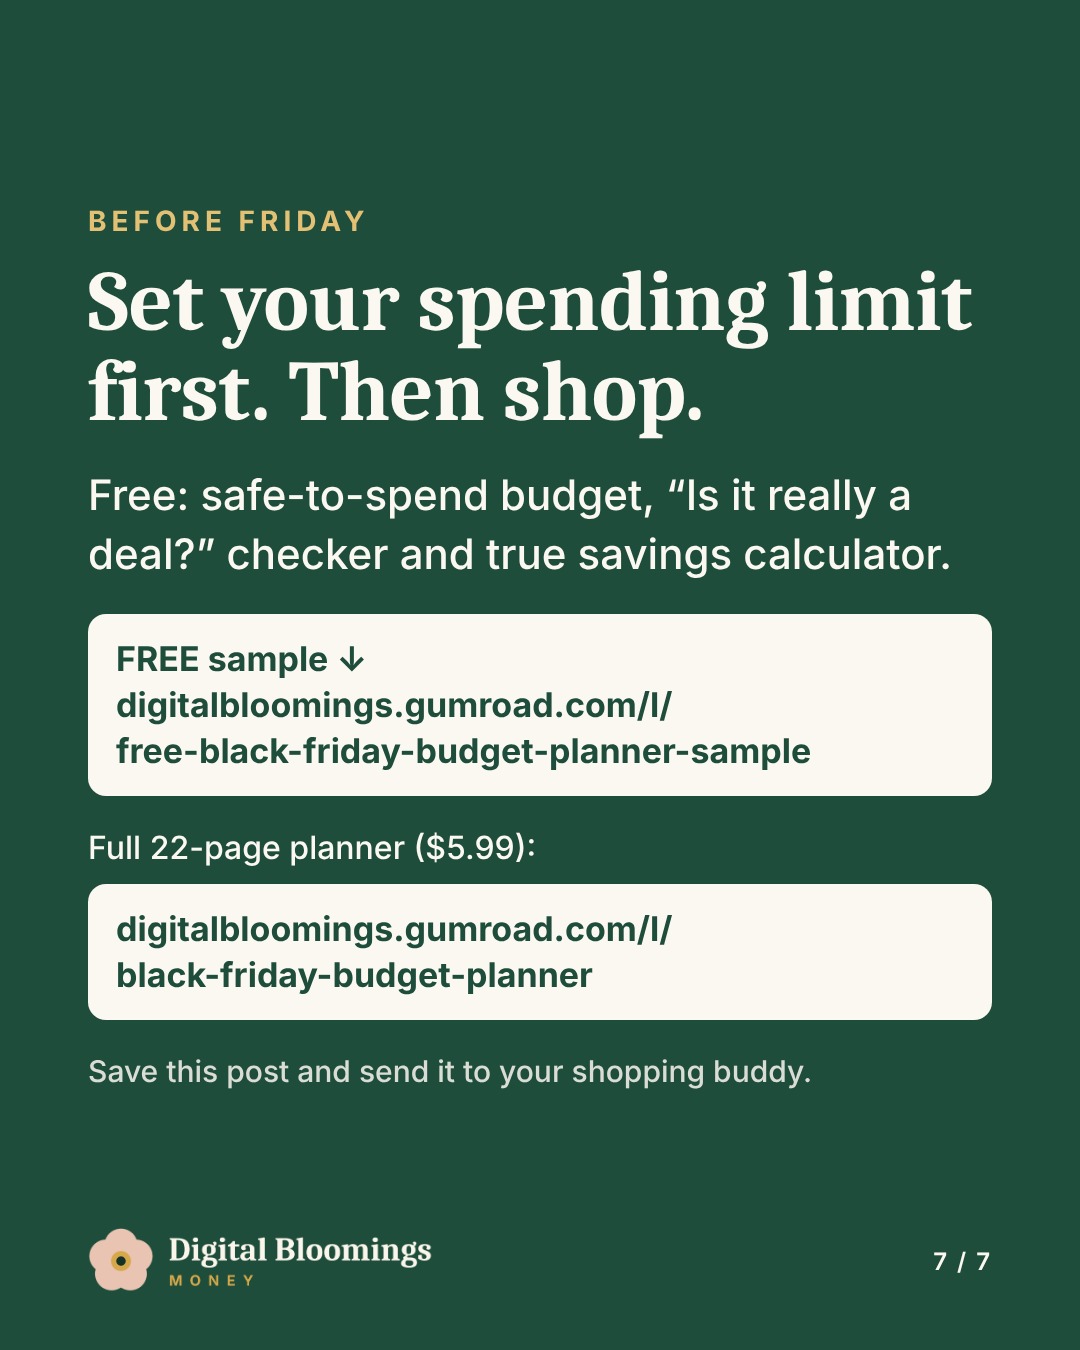 BEFORE FRIDAY
Set your spending limit
first. Then shop.
Free: safe-to-spend budget, “Is it really a
deal?” checker and true savings calculator.
FREE sample ↓
digitalbloomings.gumroad.com/l/
free-black-friday-budget-planner-sample
Full 22-page planner ($5.99):
digitalbloomings.gumroad.com/l/
black-friday-budget-planner
Save this post and send it to your shopping buddy.
Digital Bloomings
MONEY
7 / 7